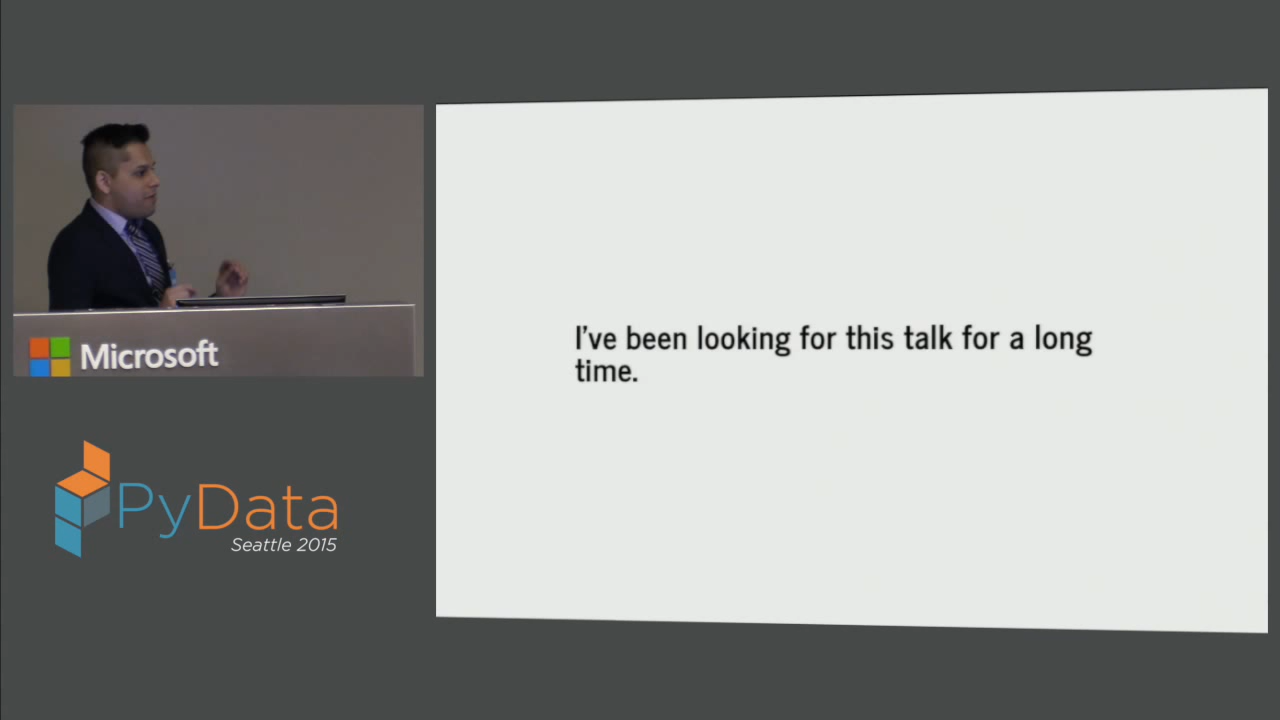 Microsoft
PyData
Seattle 2015
I've been looking for this talk for a long
time.